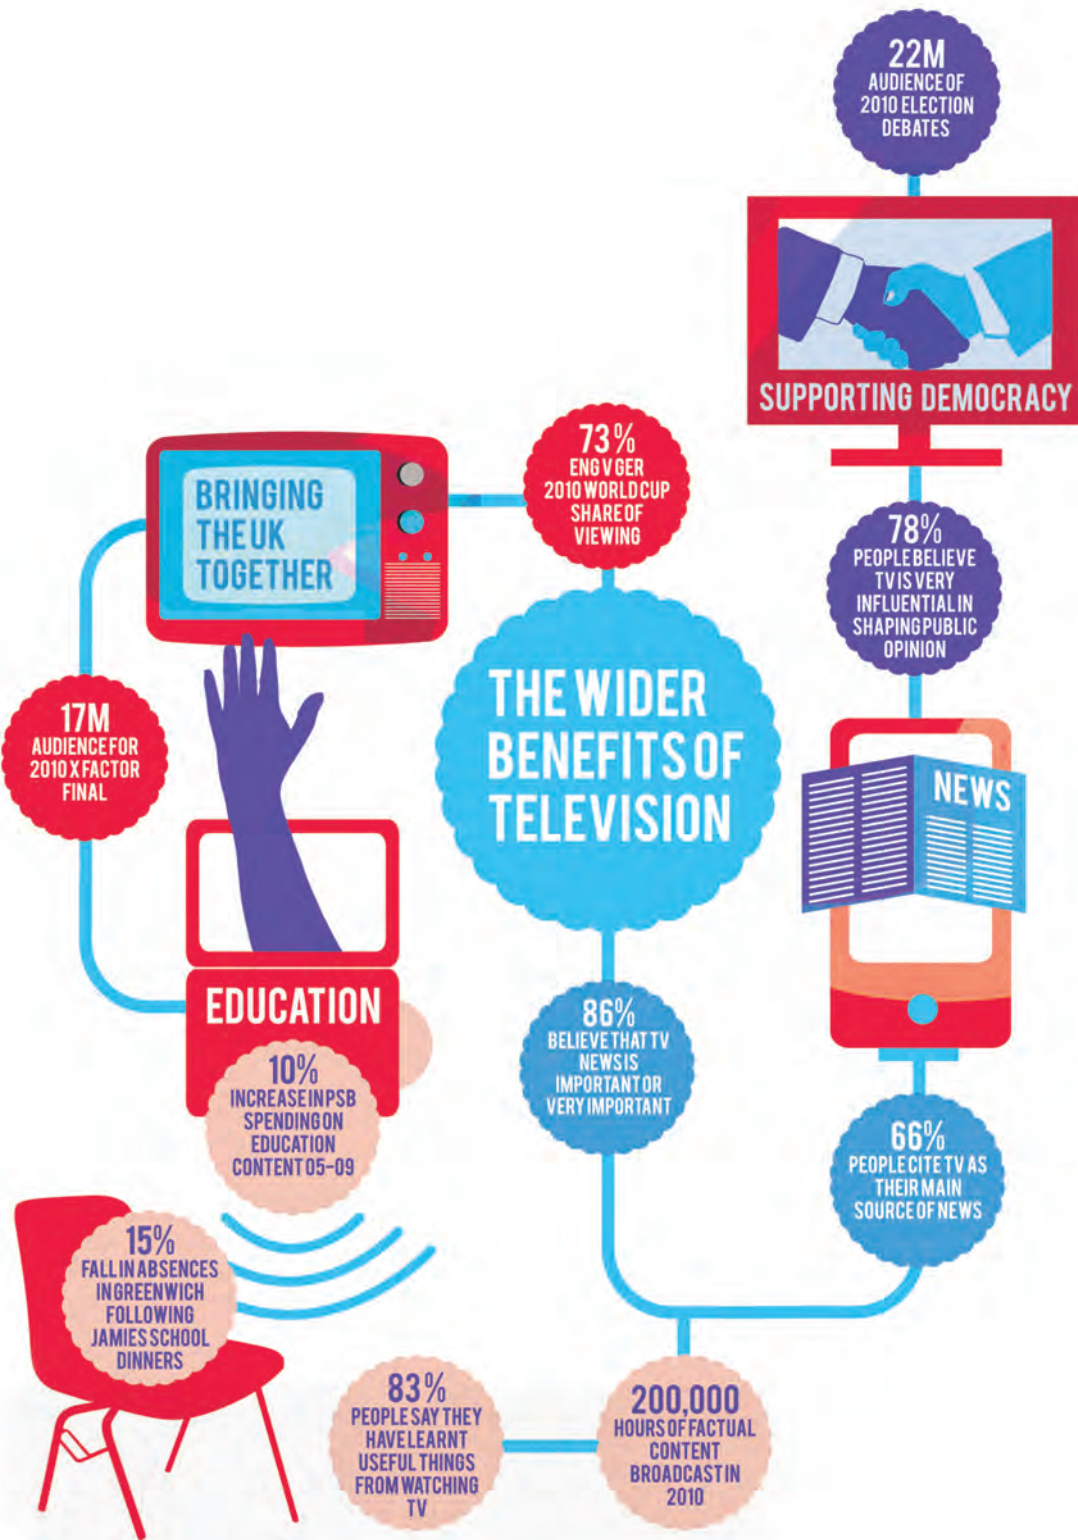 22M
AUDIENCE OF
2010 ELECTION
DEBATES
SUPPORTING DEMOCRACY
73%
ENG V GER
2010 WORLD CUP
SHARE OF
VIEWING
BRINGING
THE UK
TOGETHER
78%
PEOPLE BELIEVE
TV IS VERY
INFLUENTIAL IN
SHAPING PUBLIC
OPINION
17M
AUDIENCE FOR
2010 X FACTOR
FINAL
THE WIDER
BENEFITS OF
TELEVISION
NEWS
EDUCATION
10%
INCREASE IN PSB
SPENDING ON
EDUCATION
CONTENT 05-09
86%
BELIEVE THAT TV
NEWS IS
IMPORTANT OR
VERY IMPORTANT
66%
PEOPLE CITE TV AS
THEIR MAIN
SOURCE OF NEWS
15%
FALL IN ABSENCES
IN GREENWICH
FOLLOWING
JAMIES SCHOOL
DINNERS
83%
PEOPLE SAY THEY
HAVE LEARNT
USEFUL THINGS
FROM WATCHING
TV
200,000
HOURS OF FACTUAL
CONTENT
BROADCAST IN
2010